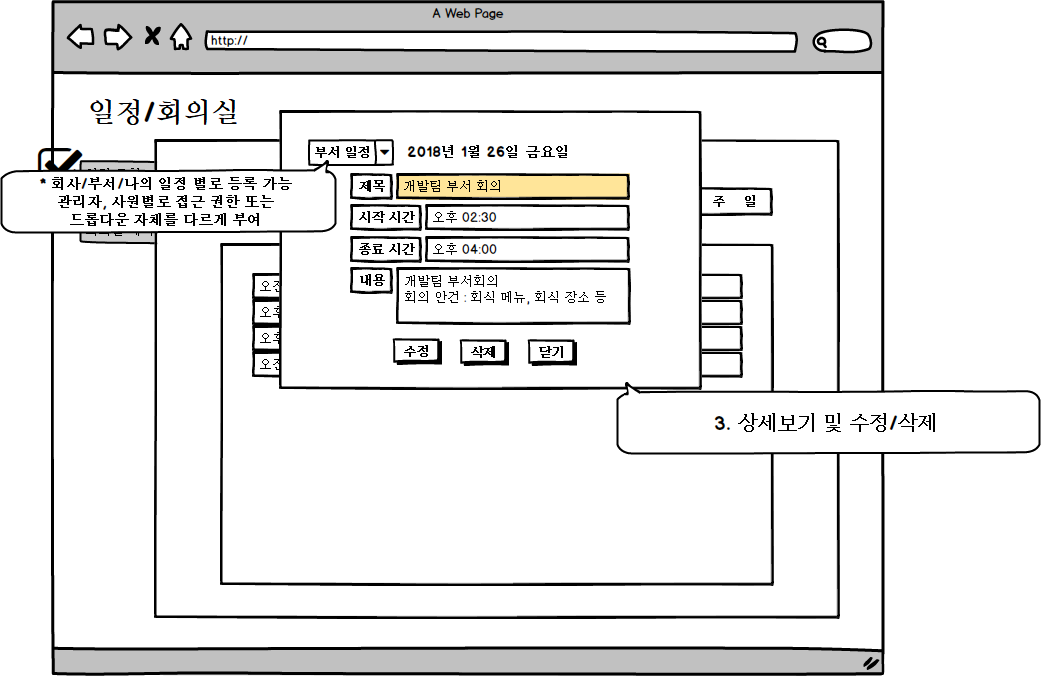 A Web Page
http://
일정/회의실
부서 일정
2018년 1월 26일 금요일
* 회사/부서/나의 일정 별로 등록 가능
관리자, 사원별로 접근 권한 또는
드롭다운 자체를 다르게 부여
제목
개발팀 부서 회의
주 일
시작 시간
오후 02:30
종료 시간
오후 04:00
내용
개발팀 부서회의
회의 안건 : 회식 메뉴, 회식 장소 등
수정
삭제
닫기
3. 상세보기 및 수정/삭제